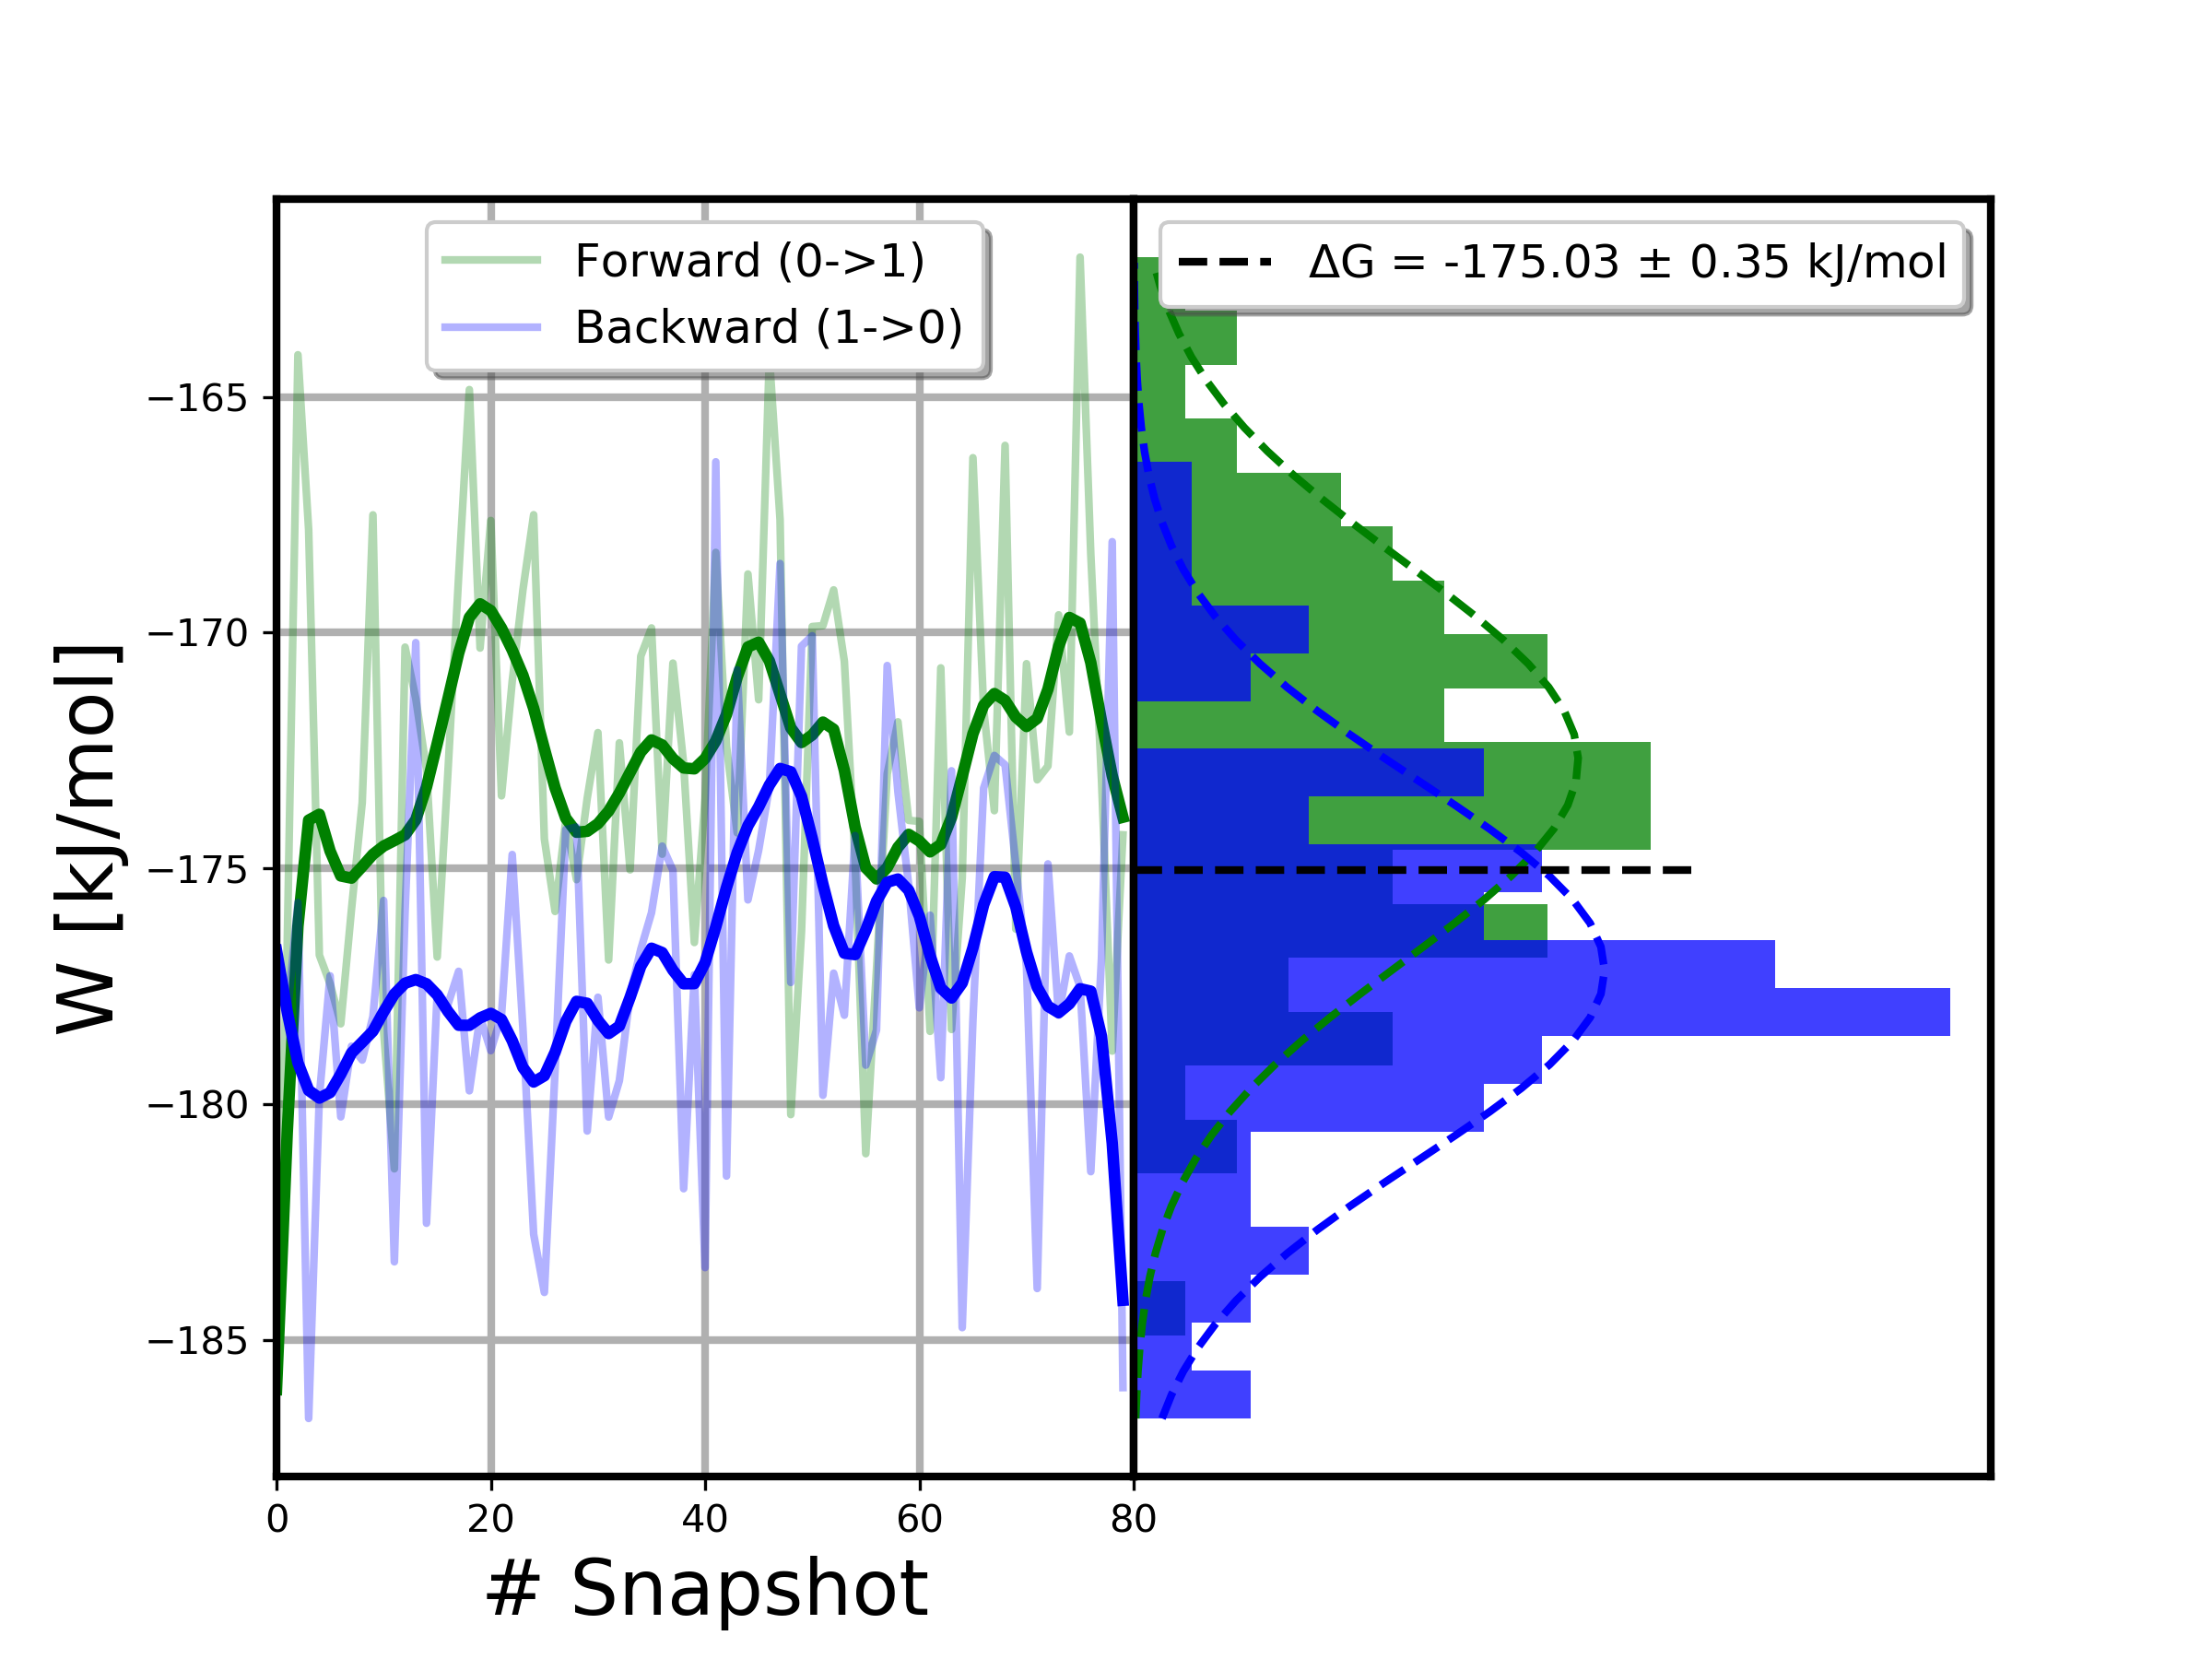 Forward (0->1)
Backward (1->0)
ΔG = -175.03 ± 0.35 kJ/mol
W [kJ/mol]
−165
−170
−175
−180
−185
0 20 40 60 80
# Snapshot